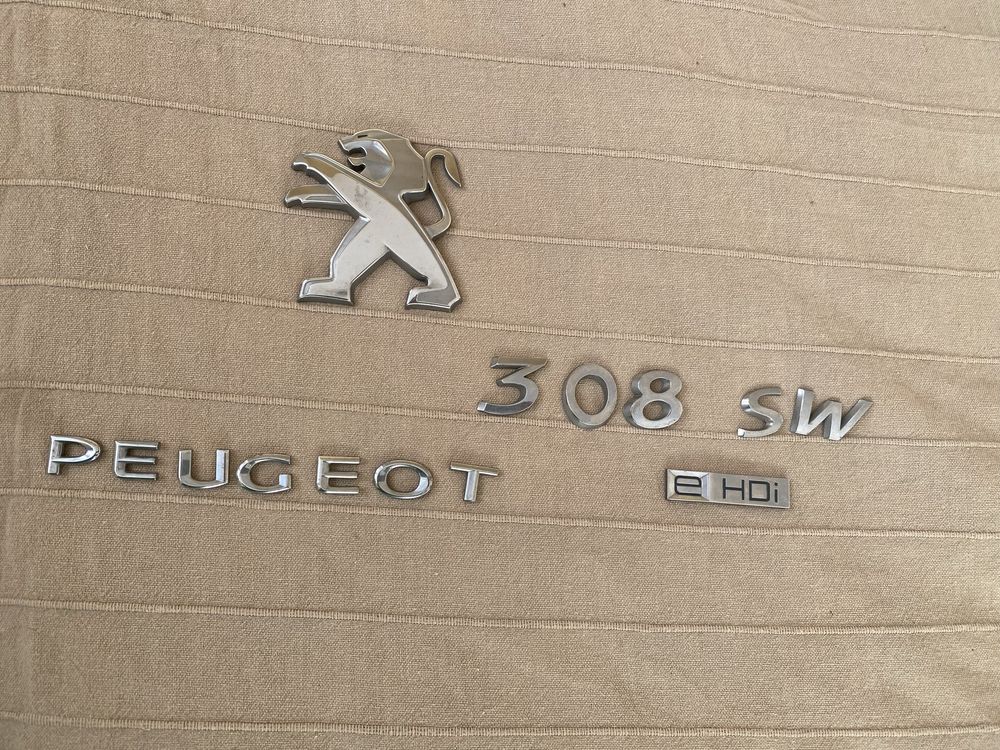 308 SW
PEUGEOT
e HDi